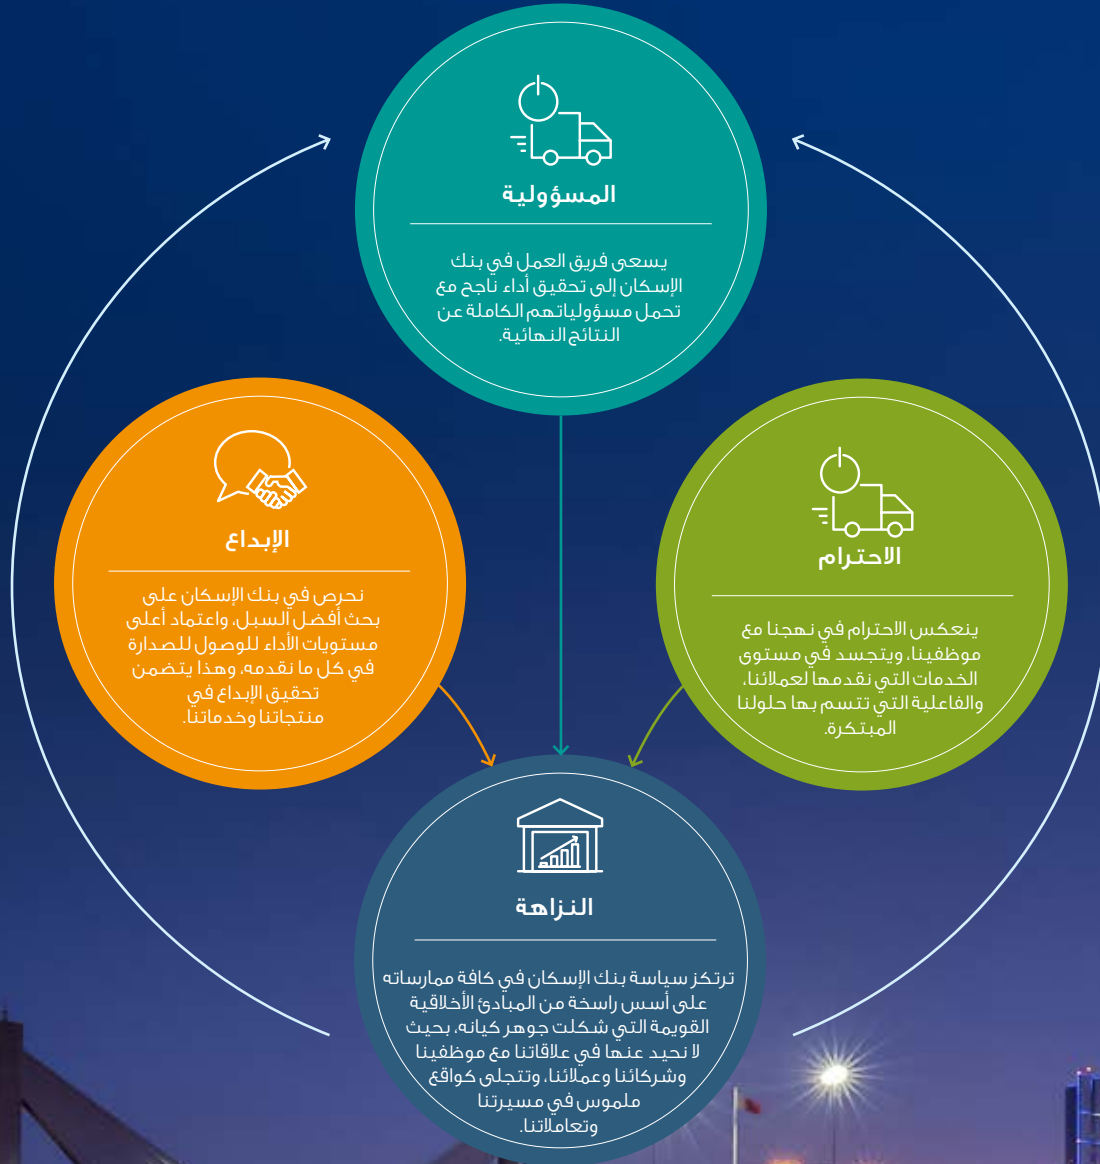 المسؤولية
يسعى فريق العمل في بنك
الإسكان إلى تحقيق أداء ناجح مع
تحمل مسؤولياتهم الكاملة عن
النتائج النهائية.
الاحترام
ينعكس الاحترام في نهجنا مع
موظفينا، ويتجسد في مستوى
الخدمات التي نقدمها لعملائنا،
والفاعلية التي تتسم بها حلولنا
المبتكرة.
الإبداع
نحرص في بنك الإسكان على
بحث أفضل السبل، واعتماد أعلى
مستويات الأداء للوصول للصدارة
في كل ما نقدمه، وهذا يتضمن
تحقيق الإبداع في
منتجاتنا وخدماتنا.
النزاهة
ترتكز سياسة بنك الإسكان في كافة ممارساته
على أسس راسخة من المبادئ الأخلاقية
القويمة التي شكلت جوهر كيانه، بحيث
لا نحيد عنها في علاقاتنا مع موظفينا
وشركائنا وعملائنا، وتتجلى كواقع
ملموس في مسيرتنا
وتعاملاتنا.